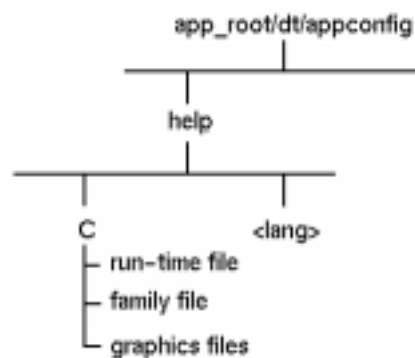 app_root/dt/appconfig
help
C
<lang>
run-time file
family file
graphics files